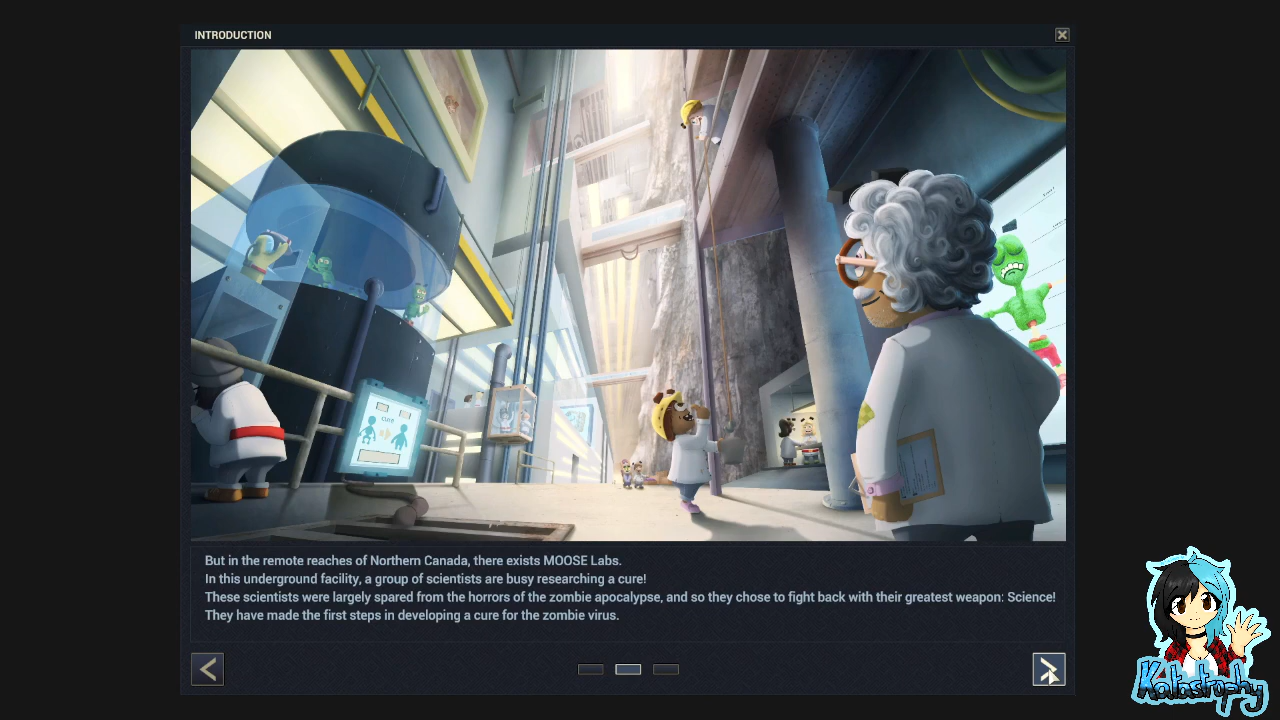 INTRODUCTION
CURE
But in the remote reaches of Northern Canada, there exists MOOSE Labs.
In this underground facility, a group of scientists are busy researching a cure!
These scientists were largely spared from the horrors of the zombie apocalypse, and so they chose to fight back with their greatest weapon: Science!
They have made the first steps in developing a cure for the zombie virus.
Kallastrophy